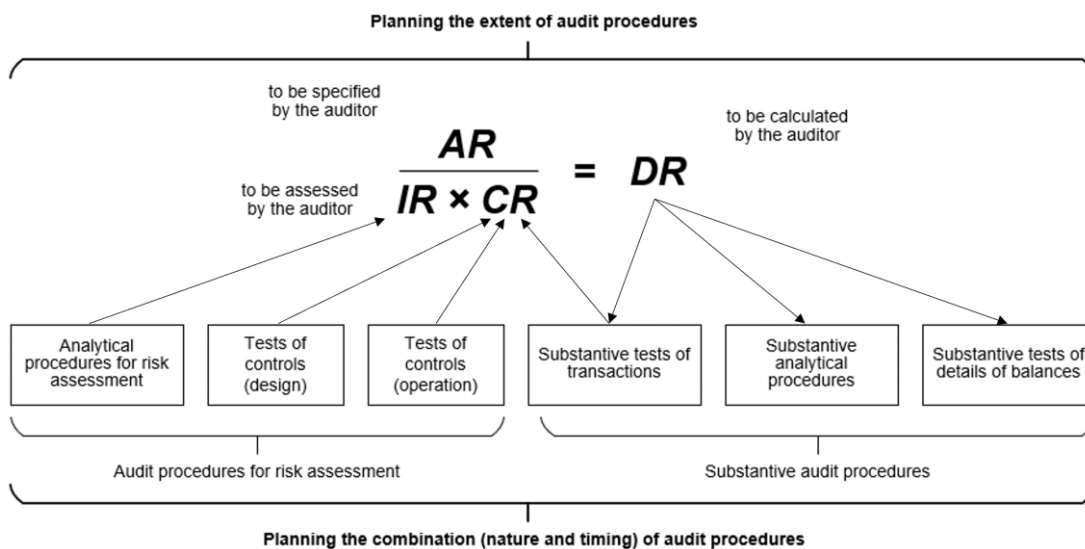 Planning the extent of audit procedures
to be specified
by the auditor
to be calculated
by the auditor
AR
IR × CR = DR
to be assessed
by the auditor
Analytical
procedures for risk
assessment
Tests of
controls
(design)
Tests of
controls
(operation)
Substantive tests of
transactions
Substantive
analytical
procedures
Substantive tests of
details of balances
Audit procedures for risk assessment
Substantive audit procedures
Planning the combination (nature and timing) of audit procedures